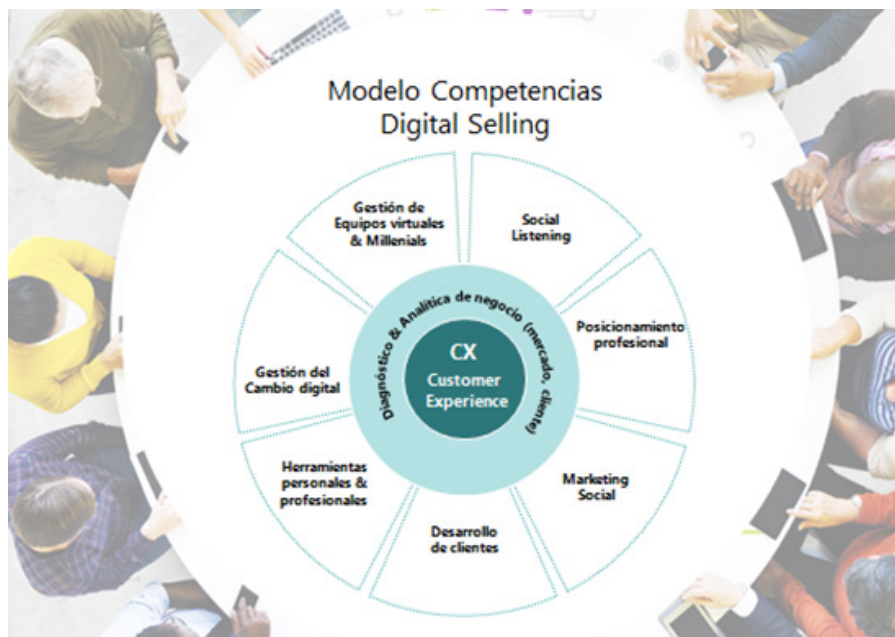 Modelo Competencias
Digital Selling
Gestión de
Equipos virtuales
& Millenials
Social
Listening
Posicionamiento
profesional
Marketing
Social
Desarrollo
de clientes
Herramientas
personales &
profesionales
Gestión del
Cambio digital
Diagnóstico & Analítica de negocio (mercado, cliente)
CX
Customer
Experience